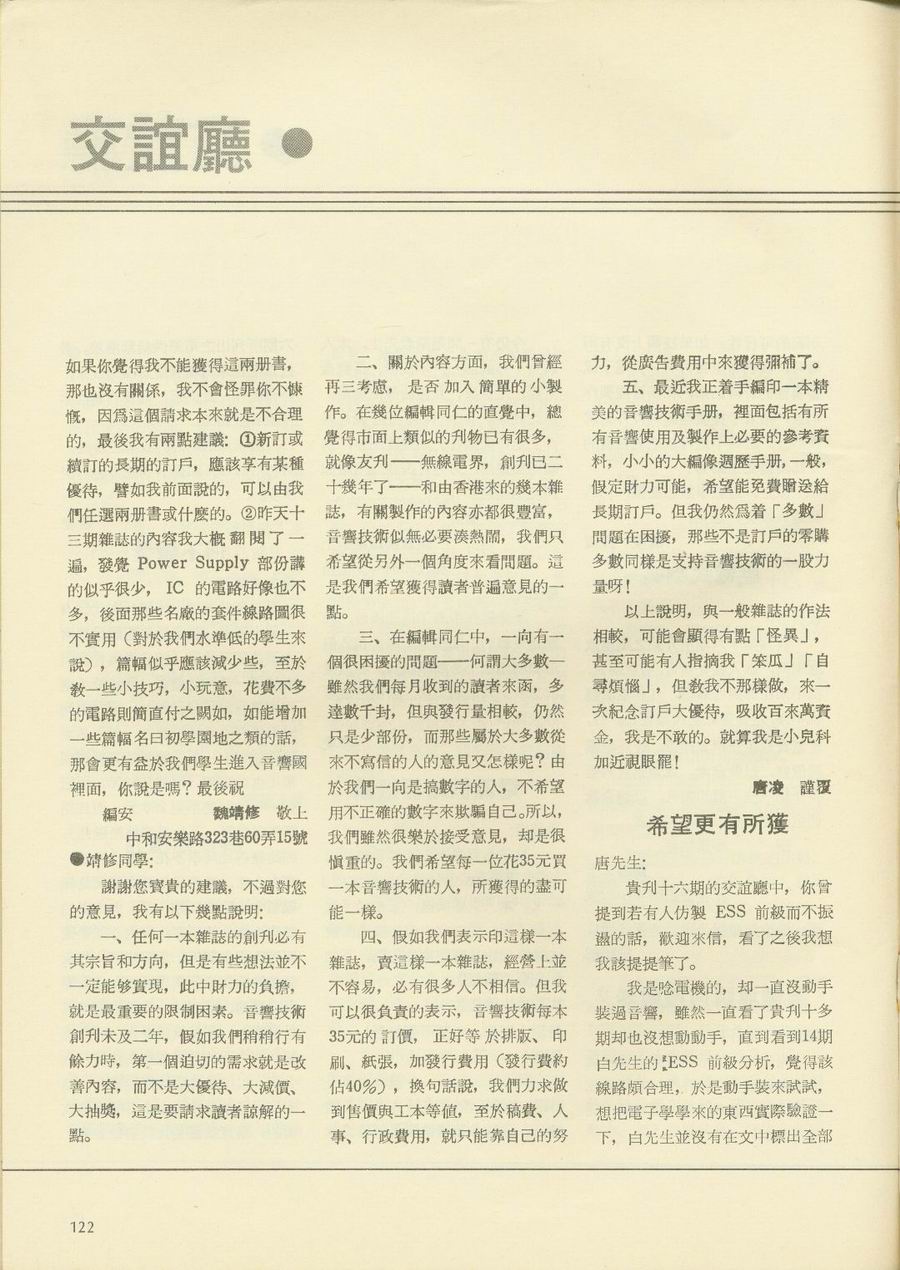 交誼廳●
如果你覺得我不能獲得這兩册書，
那也沒有關係，我不會怪罪你不慷
慨，因爲這個請求本來就是不合理
的，最後我有兩點建議：①新訂或
續訂的長期的訂戶，應該享有某種
優待，譬如我前面說的，可以由我
們任選兩册書或什麽的。②昨天十
三期雜誌的內容我大概翻閱了一
遍，發覺 Power Supply 部份講
的似乎很少， IC 的電路好像也不
多，後面那些名廠的套件線路圖很
不實用（對於我們水準低的學生來
說），篇幅似乎應該減少些，至於
敎一些小技巧，小玩意，花費不多
的電路則簡直付之闕如，如能增加
一些篇幅名曰初學園地之類的話，
那會更有益於我們學生進入音響國
裡面，你說是嗎？最後祝
編安　　　魏靖修　敬上
中和安樂路323巷60弄15號
●靖修同學：
謝謝您寶貴的建議，不過對您
的意見，我有以下幾點說明：
一、任何一本雜誌的創刋必有
其宗旨和方向，但是有些想法並不
一定能够實現，此中財力的負擔，
就是最重要的限制因素。音響技術
創刋未及二年，假如我們稍稍行有
餘力時，第一個迫切的需求就是改
善內容，而不是大優待、大減價、
大抽獎，這是要請求讀者諒解的一
點。
二、關於內容方面，我們曾經
再三考慮，是否加入簡單的小製
作。在幾位編輯同仁的直覺中，總
覺得市面上類似的刋物已有很多，
就像友刋——無線電界，創刋已二
十幾年了——和由香港來的幾本雜
誌，有關製作的內容亦都很豐富，
音響技術似無必要湊熱鬧，我們只
希望從另外一個角度來看問題。這
是我們希望獲得讀者普遍意見的一
點。
三、在編輯同仁中，一向有一
個很困擾的問題——何謂大多數—
雖然我們每月收到的讀者來函，多
達數千封，但與發行量相較，仍然
只是少部份，而那些屬於大多數從
來不寫信的人的意見又怎樣呢？由
於我們一向是搞數字的人，不希望
用不正確的數字來欺騙自己。所以，
我們雖然很樂於接受意見，却是很
愼重的。我們希望每一位花35元買
一本音響技術的人，所獲得的盡可
能一樣。
四、假如我們表示印這樣一本
雜誌，賣這樣一本雜誌，經營上並
不容易，必有很多人不相信。但我
可以很負責的表示，音響技術每本
35元的訂價，正好等於排版、印
刷、紙張，加發行費用（發行費約
佔40％），換句話說，我們力求做
到售價與工本等値，至於稿費、人
事、行政費用，就只能靠自己的努
力，從廣告費用中來獲得彌補了。
五、最近我正着手編印一本精
美的音響技術手册，裡面包括有所
有音響使用及製作上必要的參考資
料，小小的大編像週歷手册，一般，
假定財力可能，希望能免費贈送給
長期訂戶。但我仍然爲着「多數」
問題在困擾，那些不是訂戶的零購
多數同樣是支持音響技術的一股力
量呀！
以上說明，與一般雜誌的作法
相較，可能會顯得有點「怪異」，
甚至可能有人指摘我「笨瓜」「自
尋煩惱」，但敎我不那樣做，來一
次紀念訂戶大優待，吸收百來萬資
金，我是不敢的。就算我是小兒科
加近視眼罷！
唐凌　謹覆
希望更有所獲
唐先生：
貴刋十六期的交誼廳中，你曾
提到若有人仿製 ESS 前級而不振
盪的話，歡迎來信，看了之後我想
我該提提筆了。
我是唸電機的，却一直沒動手
裝過音響，雖然一直看了貴刋十多
期却也沒想動動手，直到看到14期
白先生的 ESS 前級分析，覺得該
線路頗合理，於是動手裝來試試，
想把電子學學來的東西實際驗證一
下，白先生並沒有在文中標出全部
122